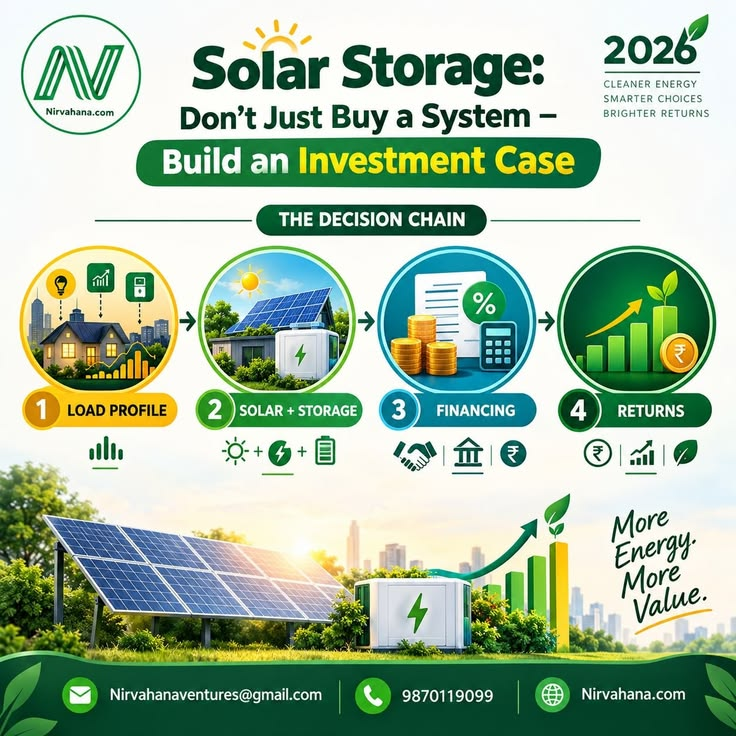 NV
Nirvahana.com
Solar Storage:
Don't Just Buy a System –
Build an Investment Case
2026
CLEANER ENERGY
SMARTER CHOICES
BRIGHTER RETURNS
THE DECISION CHAIN
%
₹
1 LOAD PROFILE
2 SOLAR + STORAGE
3 FINANCING
4 RETURNS
+ +
₹
₹
More
Energy.
More
Value.
Nirvahanaventures@gmail.com
9870119099
Nirvahana.com